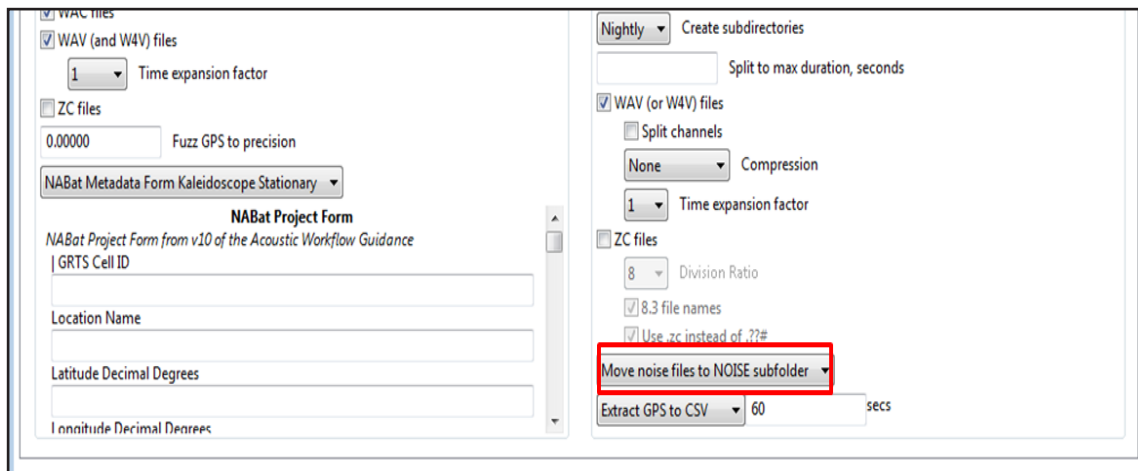 WAC files
WAV (and W4V) files
1 Time expansion factor
ZC files
0.00000 Fuzz GPS to precision
NABat Metadata Form Kaleidoscope Stationary
NABat Project Form
NABat Project Form from v10 of the Acoustic Workflow Guidance
| GRTS Cell ID
Location Name
Latitude Decimal Degrees
Longitude Decimal Degrees
Nightly Create subdirectories
Split to max duration, seconds
WAV (or W4V) files
Split channels
None Compression
1 Time expansion factor
ZC files
8 Division Ratio
8.3 file names
Use .zc instead of .??#
Move noise files to NOISE subfolder
Extract GPS to CSV 60 secs